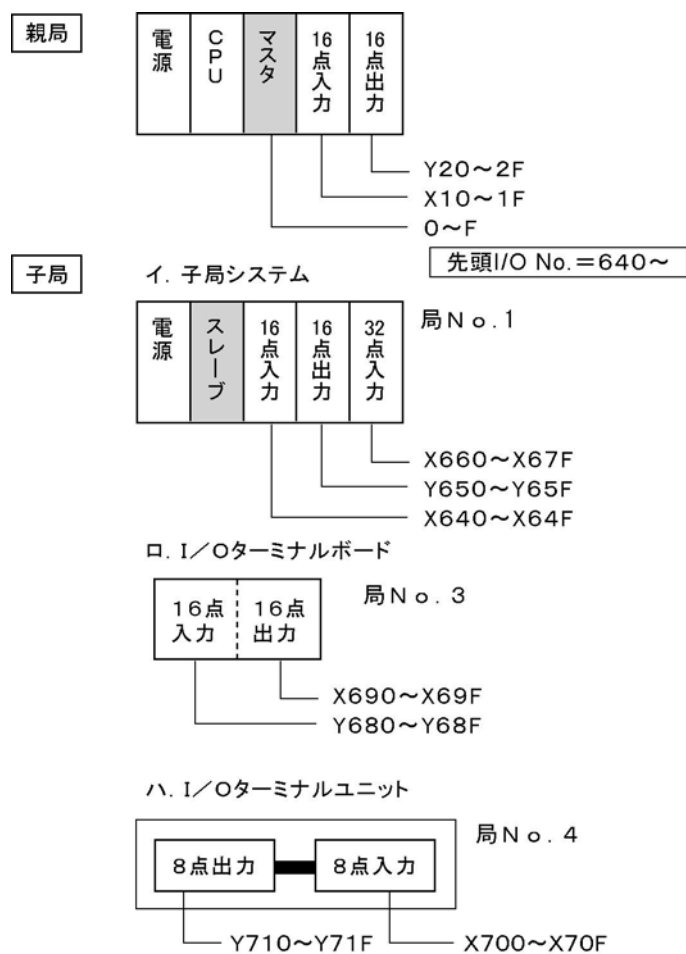 親局
電源
CPU
マスタ
16点入力
16点出力
Y20～2F
X10～1F
0～F
先頭I/O No.＝640～
子局
イ. 子局システム
局No.1
電源
スレーブ
16点入力
16点出力
32点入力
X660～X67F
Y650～Y65F
X640～X64F
ロ. I／Oターミナルボード
局No.3
16点入力
16点出力
X690～X69F
Y680～Y68F
ハ. I／Oターミナルユニット
局No.4
8点出力
8点入力
Y710～Y71F
X700～X70F